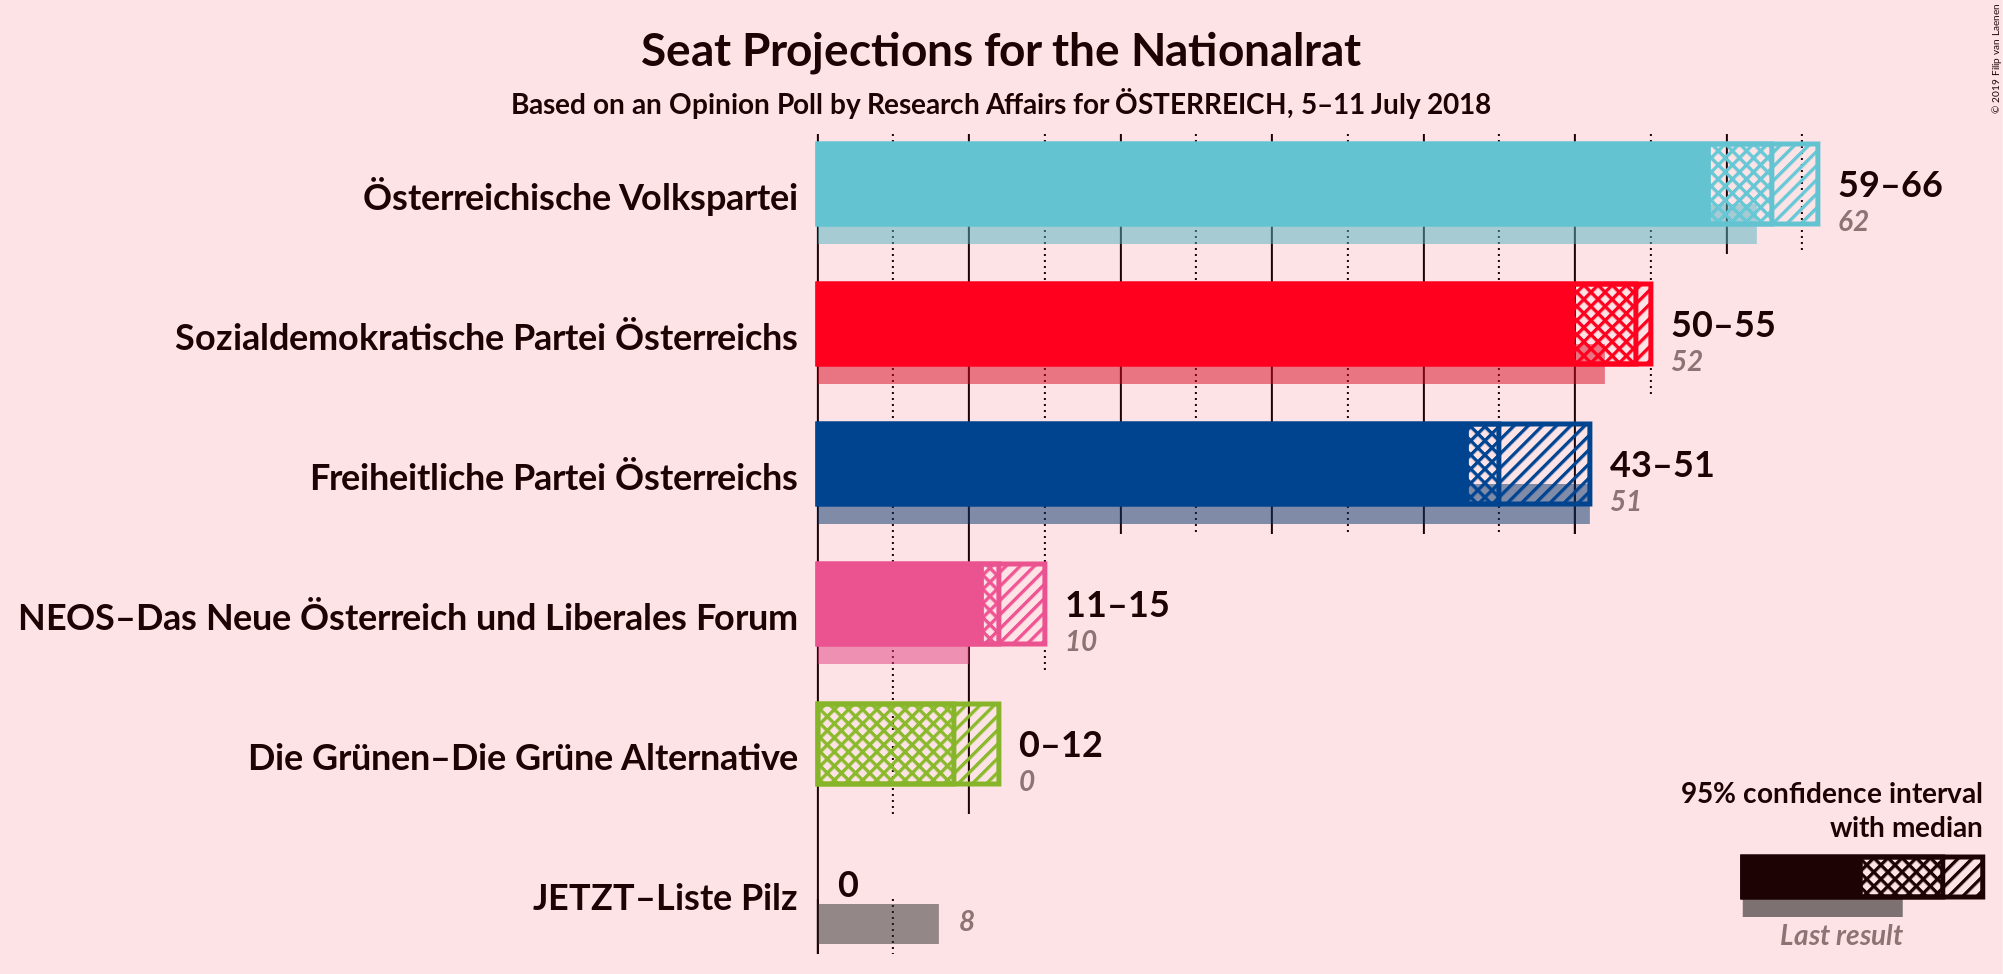 Seat Projections for the Nationalrat
Based on an Opinion Poll by Research Affairs for ÖSTERREICH, 5–11 July 2018
© 2019 Filip van Laenen
Österreichische Volkspartei
59–66
62
Sozialdemokratische Partei Österreichs
50–55
52
Freiheitliche Partei Österreichs
43–51
51
NEOS–Das Neue Österreich und Liberales Forum
11–15
10
Die Grünen–Die Grüne Alternative
0–12
0
JETZT–Liste Pilz
0
8
95% confidence interval
with median
Last result